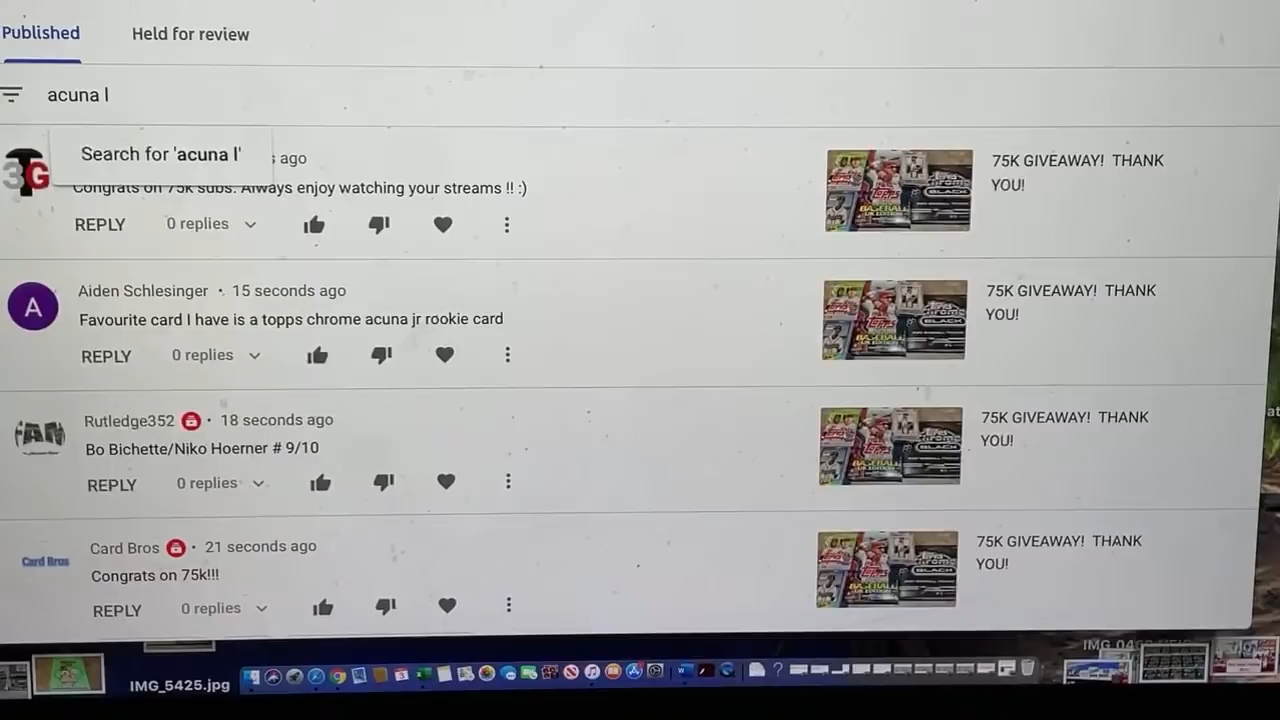 Published
Held for review
acuna l
Search for 'acuna l'
ago
3G
Congrats on 75k subs. Always enjoy watching your streams !! :)
REPLY
0 replies
75K GIVEAWAY! THANK
YOU!
A
Aiden Schlesinger • 15 seconds ago
Favourite card I have is a topps chrome acuna jr rookie card
REPLY
0 replies
75K GIVEAWAY! THANK
YOU!
Rutledge352 • 18 seconds ago
Bo Bichette/Niko Hoerner # 9/10
REPLY
0 replies
75K GIVEAWAY! THANK
YOU!
Card Bros
Card Bros • 21 seconds ago
Congrats on 75k!!!
REPLY
0 replies
75K GIVEAWAY! THANK
YOU!
IMG_5425.jpg